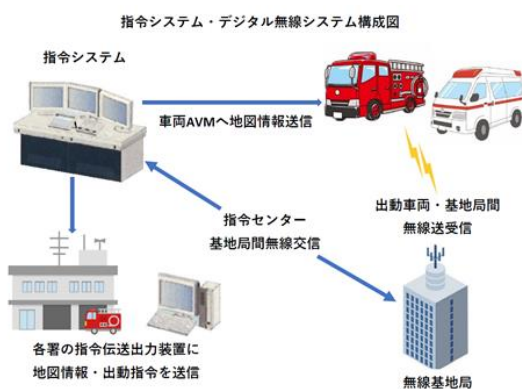 指令システム・デジタル無線システム構成図
指令システム
車両AVMへ地図情報送信
出動車両・基地局間
無線送受信
指令センター
基地局間無線交信
各署の指令伝送出力装置に
地図情報・出動指令を送信
無線基地局